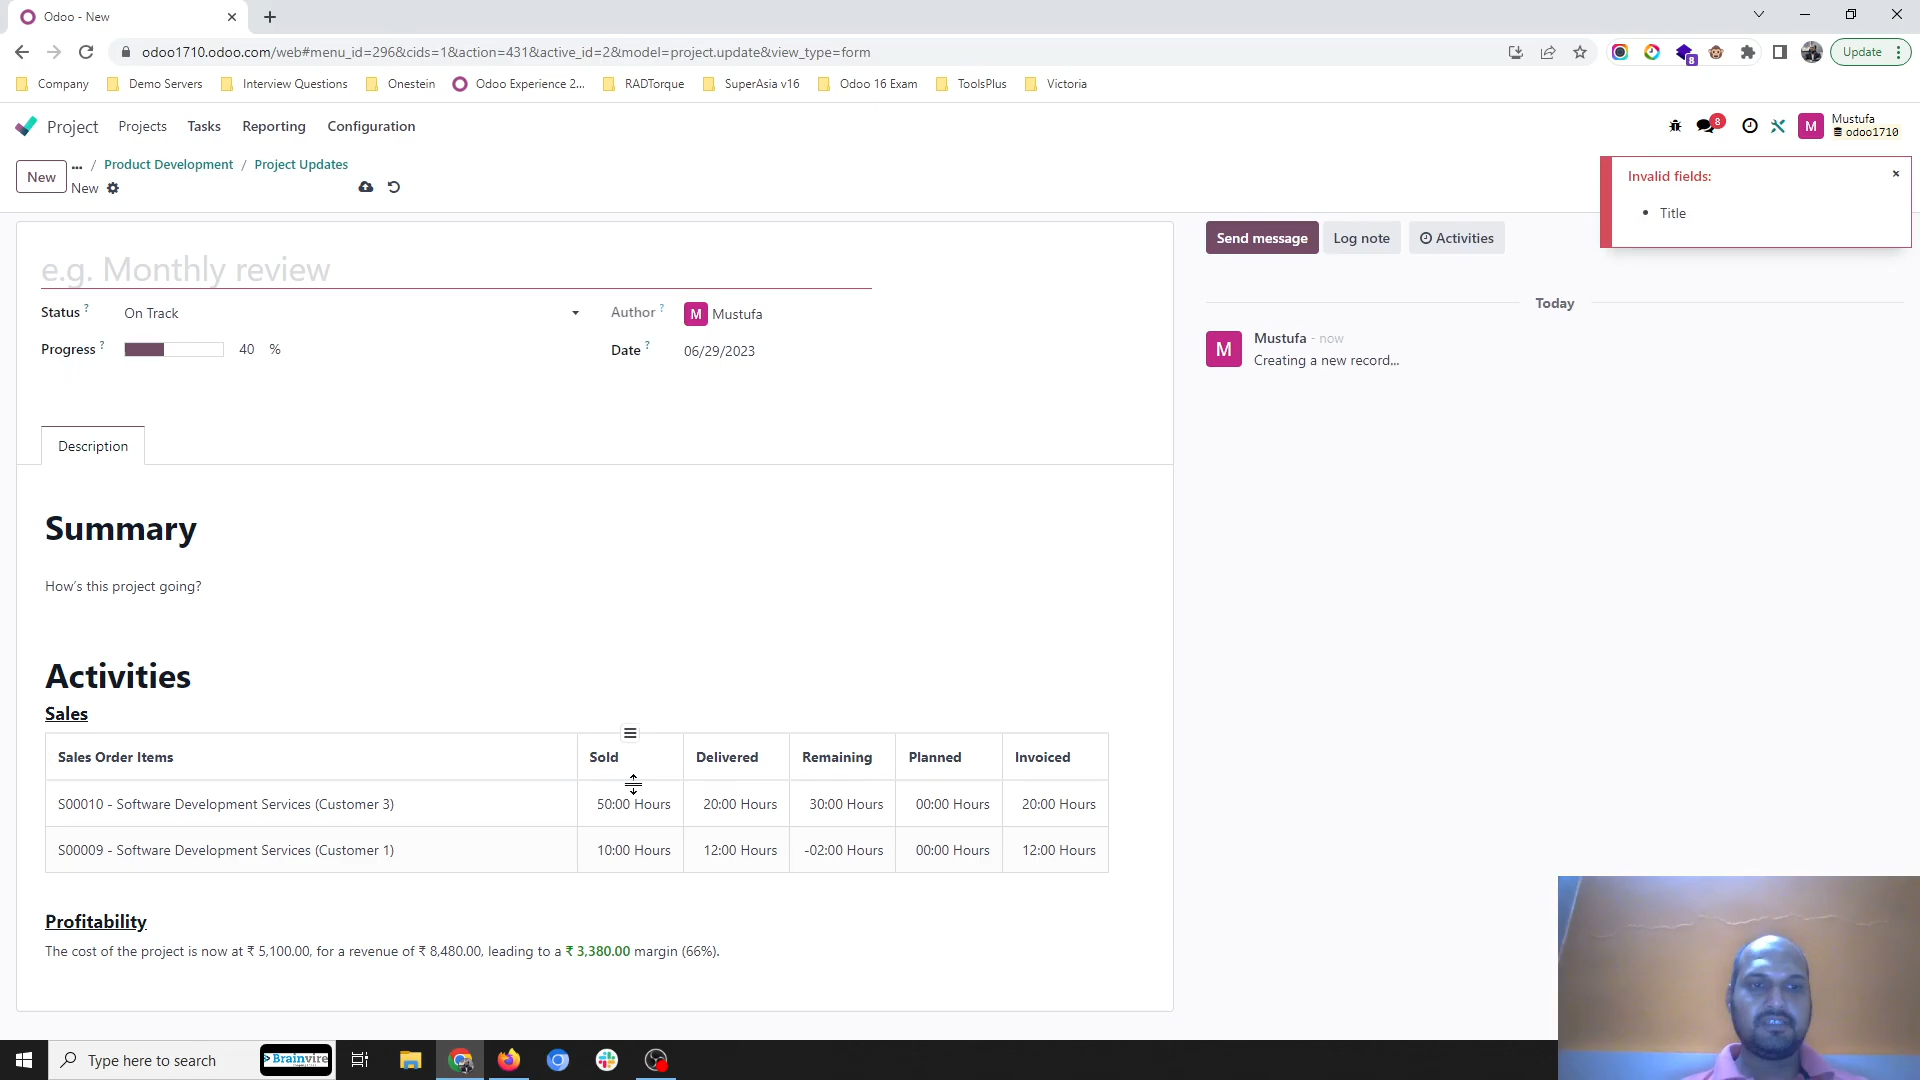 Odoo - New
odoo1710.odoo.com/web#menu_id=296&cids=1&action=431&active_id=2&model=project.update&view_type=form
8
Update
Company
Demo Servers
Interview Questions
Onestein
Odoo Experience 2...
RADTorque
SuperAsia v16
Odoo 16 Exam
ToolsPlus
Victoria
Project
Projects
Tasks
Reporting
Configuration
8
M
Mustufa
odoo1710
New
... / Product Development / Project Updates
New
Invalid fields:
• Title
e.g. Monthly review
Send message
Log note
Activities
Status ?
On Track
Author ?
M Mustufa
Progress ?
40 %
Date ?
06/29/2023
Today
M
Mustufa - now
Creating a new record...
Description
Summary
How's this project going?
Activities
Sales
Sales Order Items Sold Delivered Remaining Planned Invoiced
S00010 - Software Development Services (Customer 3) 50:00 Hours 20:00 Hours 30:00 Hours 00:00 Hours 20:00 Hours
S00009 - Software Development Services (Customer 1) 10:00 Hours 12:00 Hours -02:00 Hours 00:00 Hours 12:00 Hours
Profitability
The cost of the project is now at ₹ 5,100.00, for a revenue of ₹ 8,480.00, leading to a ₹ 3,380.00 margin (66%).
Type here to search
Brainvire